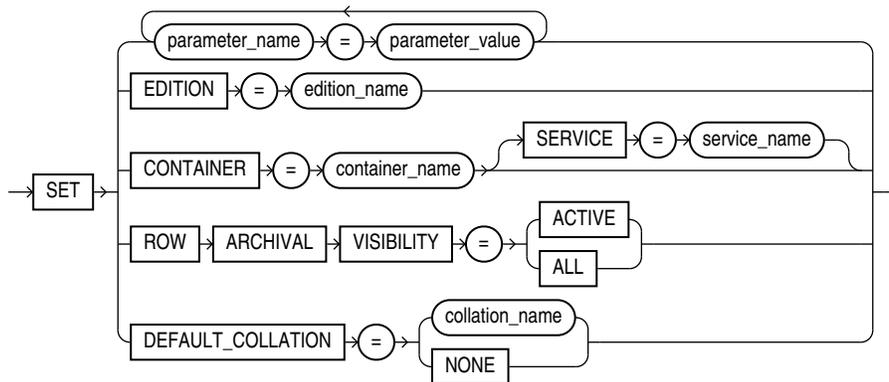 parameter_name = parameter_value
EDITION = edition_name
SERVICE = service_name
CONTAINER = container_name
SET
ACTIVE
ROW ARCHIVAL VISIBILITY =
ALL
collation_name
DEFAULT_COLLATION =
NONE